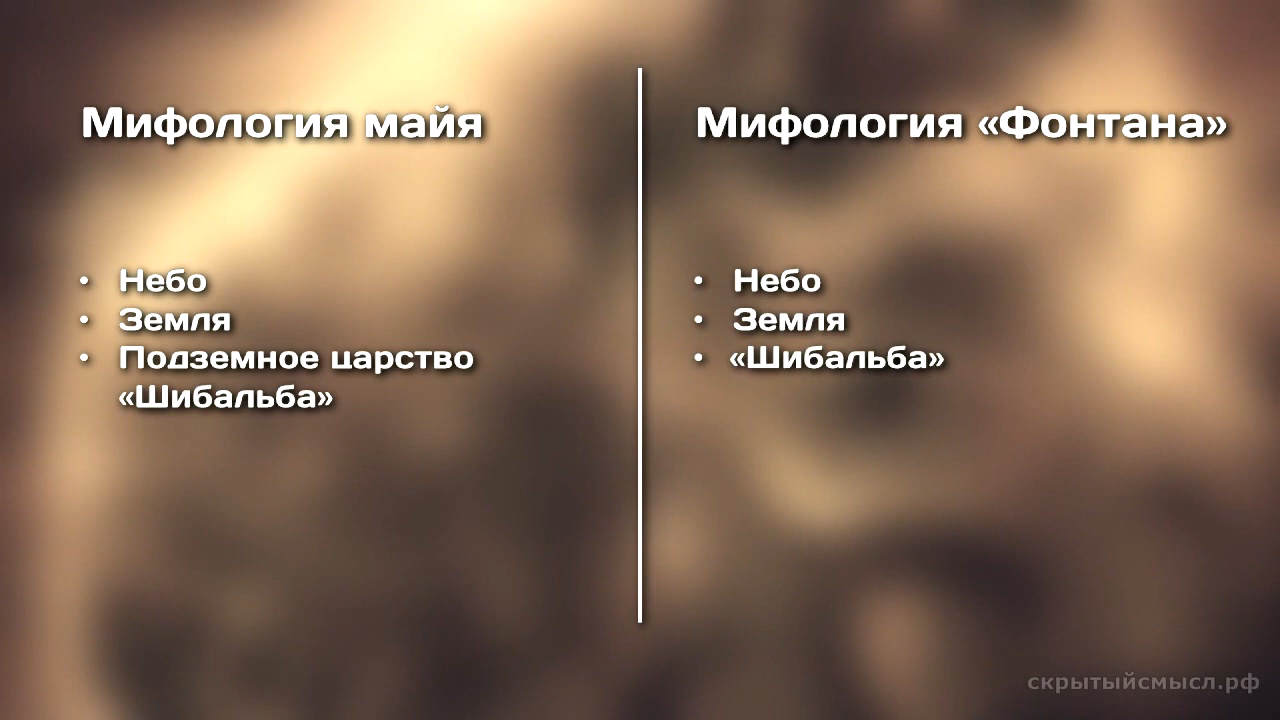 Мифология майя
• Небо
• Земля
• Подземное царство
«Шибальба»
Мифология «Фонтана»
• Небо
• Земля
• «Шибальба»
скрытыйсмысл.рф